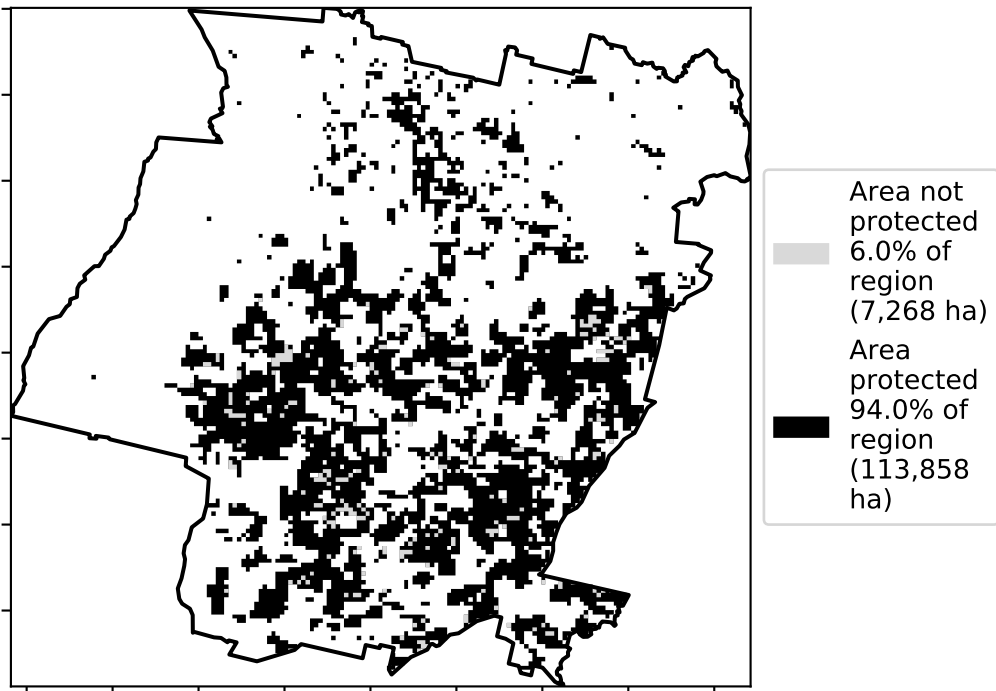 Area not
protected
6.0% of
region
(7,268 ha)
Area
protected
94.0% of
region
(113,858
ha)